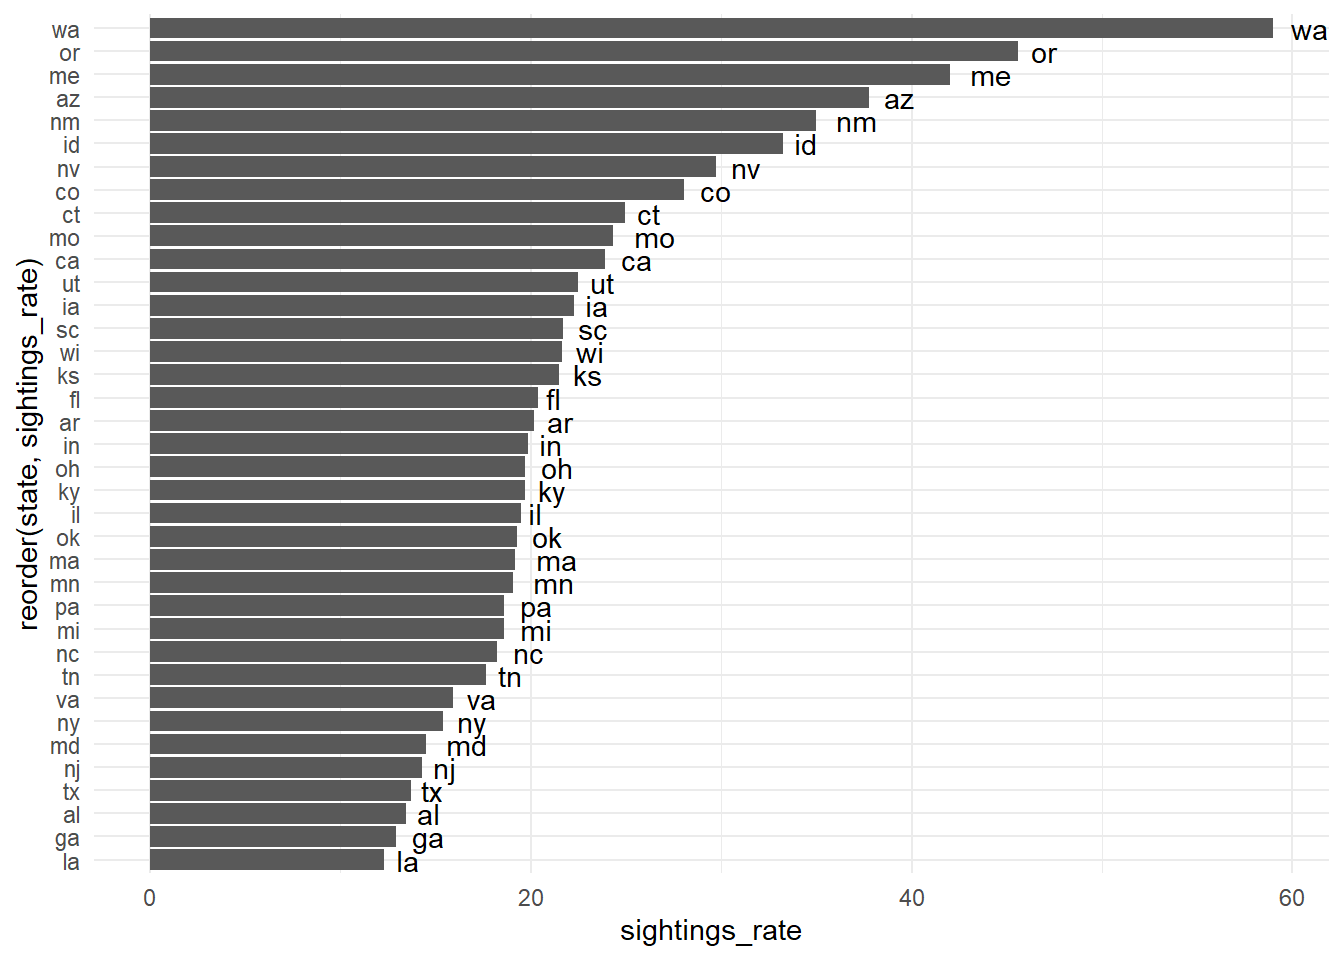 reorder(state, sightings_rate)
wa wa
or or
me me
az az
nm nm
id id
nv nv
co co
ct ct
mo mo
ca ca
ut ut
ia ia
sc sc
wi wi
ks ks
fl fl
ar ar
in in
oh oh
ky ky
il il
ok ok
ma ma
mn mn
pa pa
mi mi
nc nc
tn tn
va va
ny ny
md md
nj nj
tx tx
al al
ga ga
la la
0 20 40 60
sightings_rate